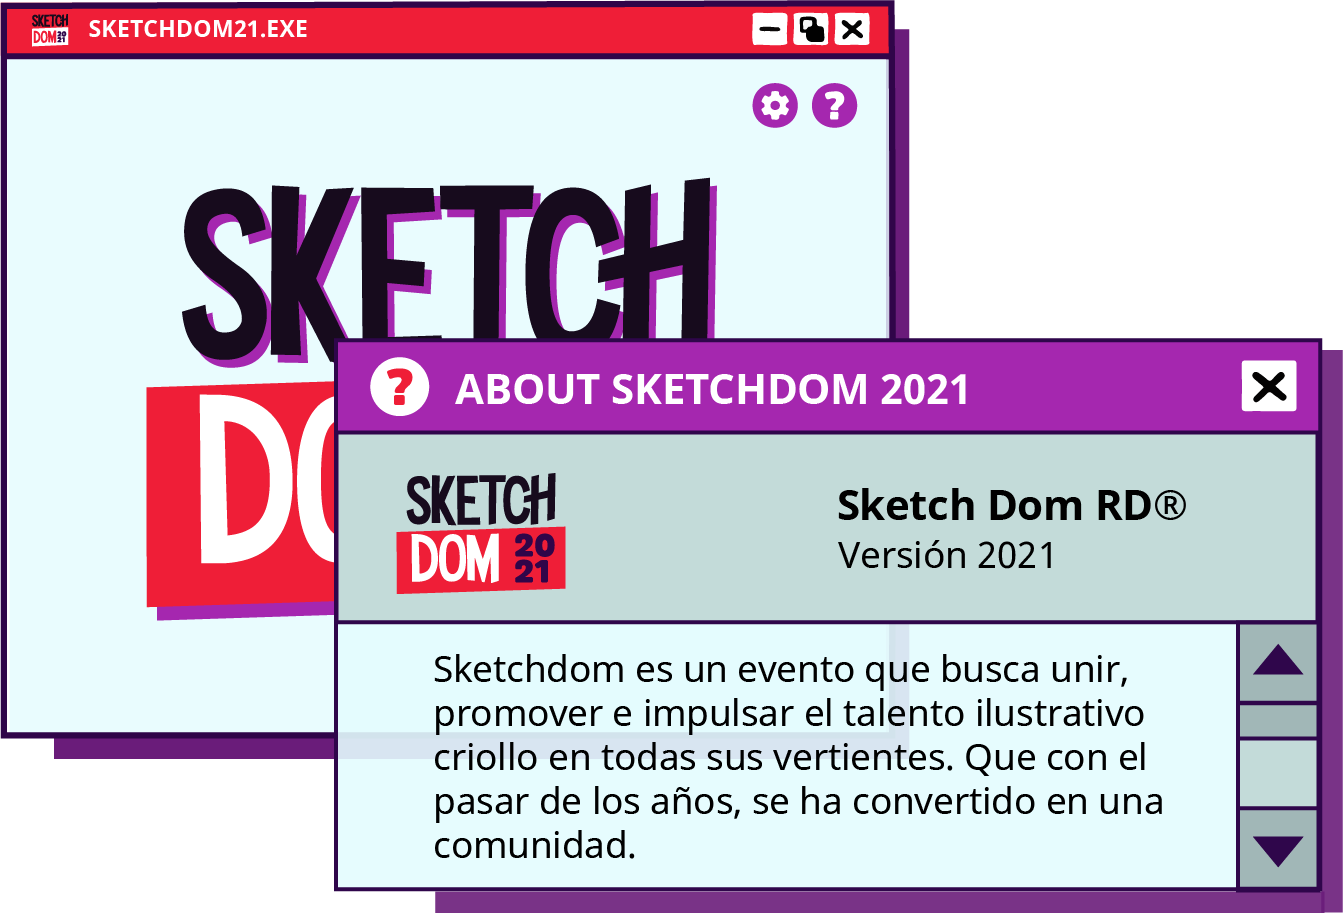 SKETCH
DOM 20
21
SKETCHDOM21.EXE
?
SKETCH
DO
? ABOUT SKETCHDOM 2021
SKETCH
DOM 20
21
Sketch Dom RD®
Versión 2021
Sketchdom es un evento que busca unir,
promover e impulsar el talento ilustrativo
criollo en todas sus vertientes. Que con el
pasar de los años, se ha convertido en una
comunidad.